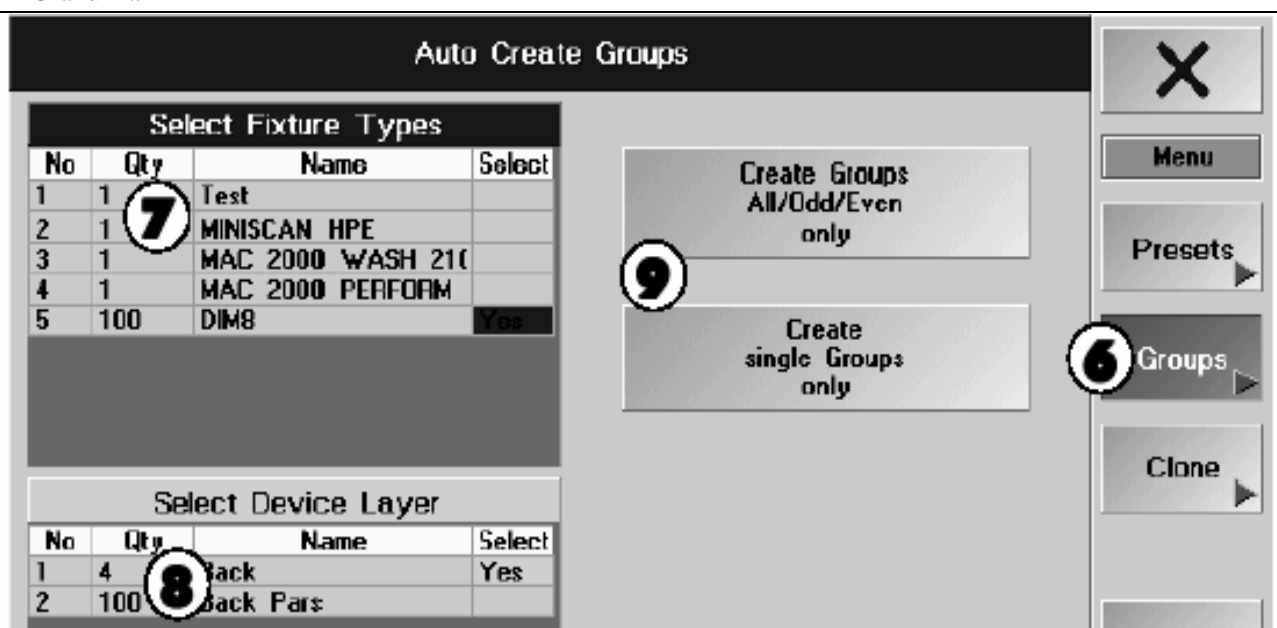 Auto Create Groups
Select Fixture Types
No Qty Name Select
1 1 Test
2 1 MINISCAN HPE
3 1 MAC 2000 WASH 21(
4 1 MAC 2000 PERFORM
5 100 DIM8 Yes
7
Create Groups
All/Odd/Even
only
9
Create
single Groups
only
Select Device Layer
No Qty Name Select
1 4 Back Yes
2 100 Back Pars
8
Menu
Presets
6
Groups
Clone